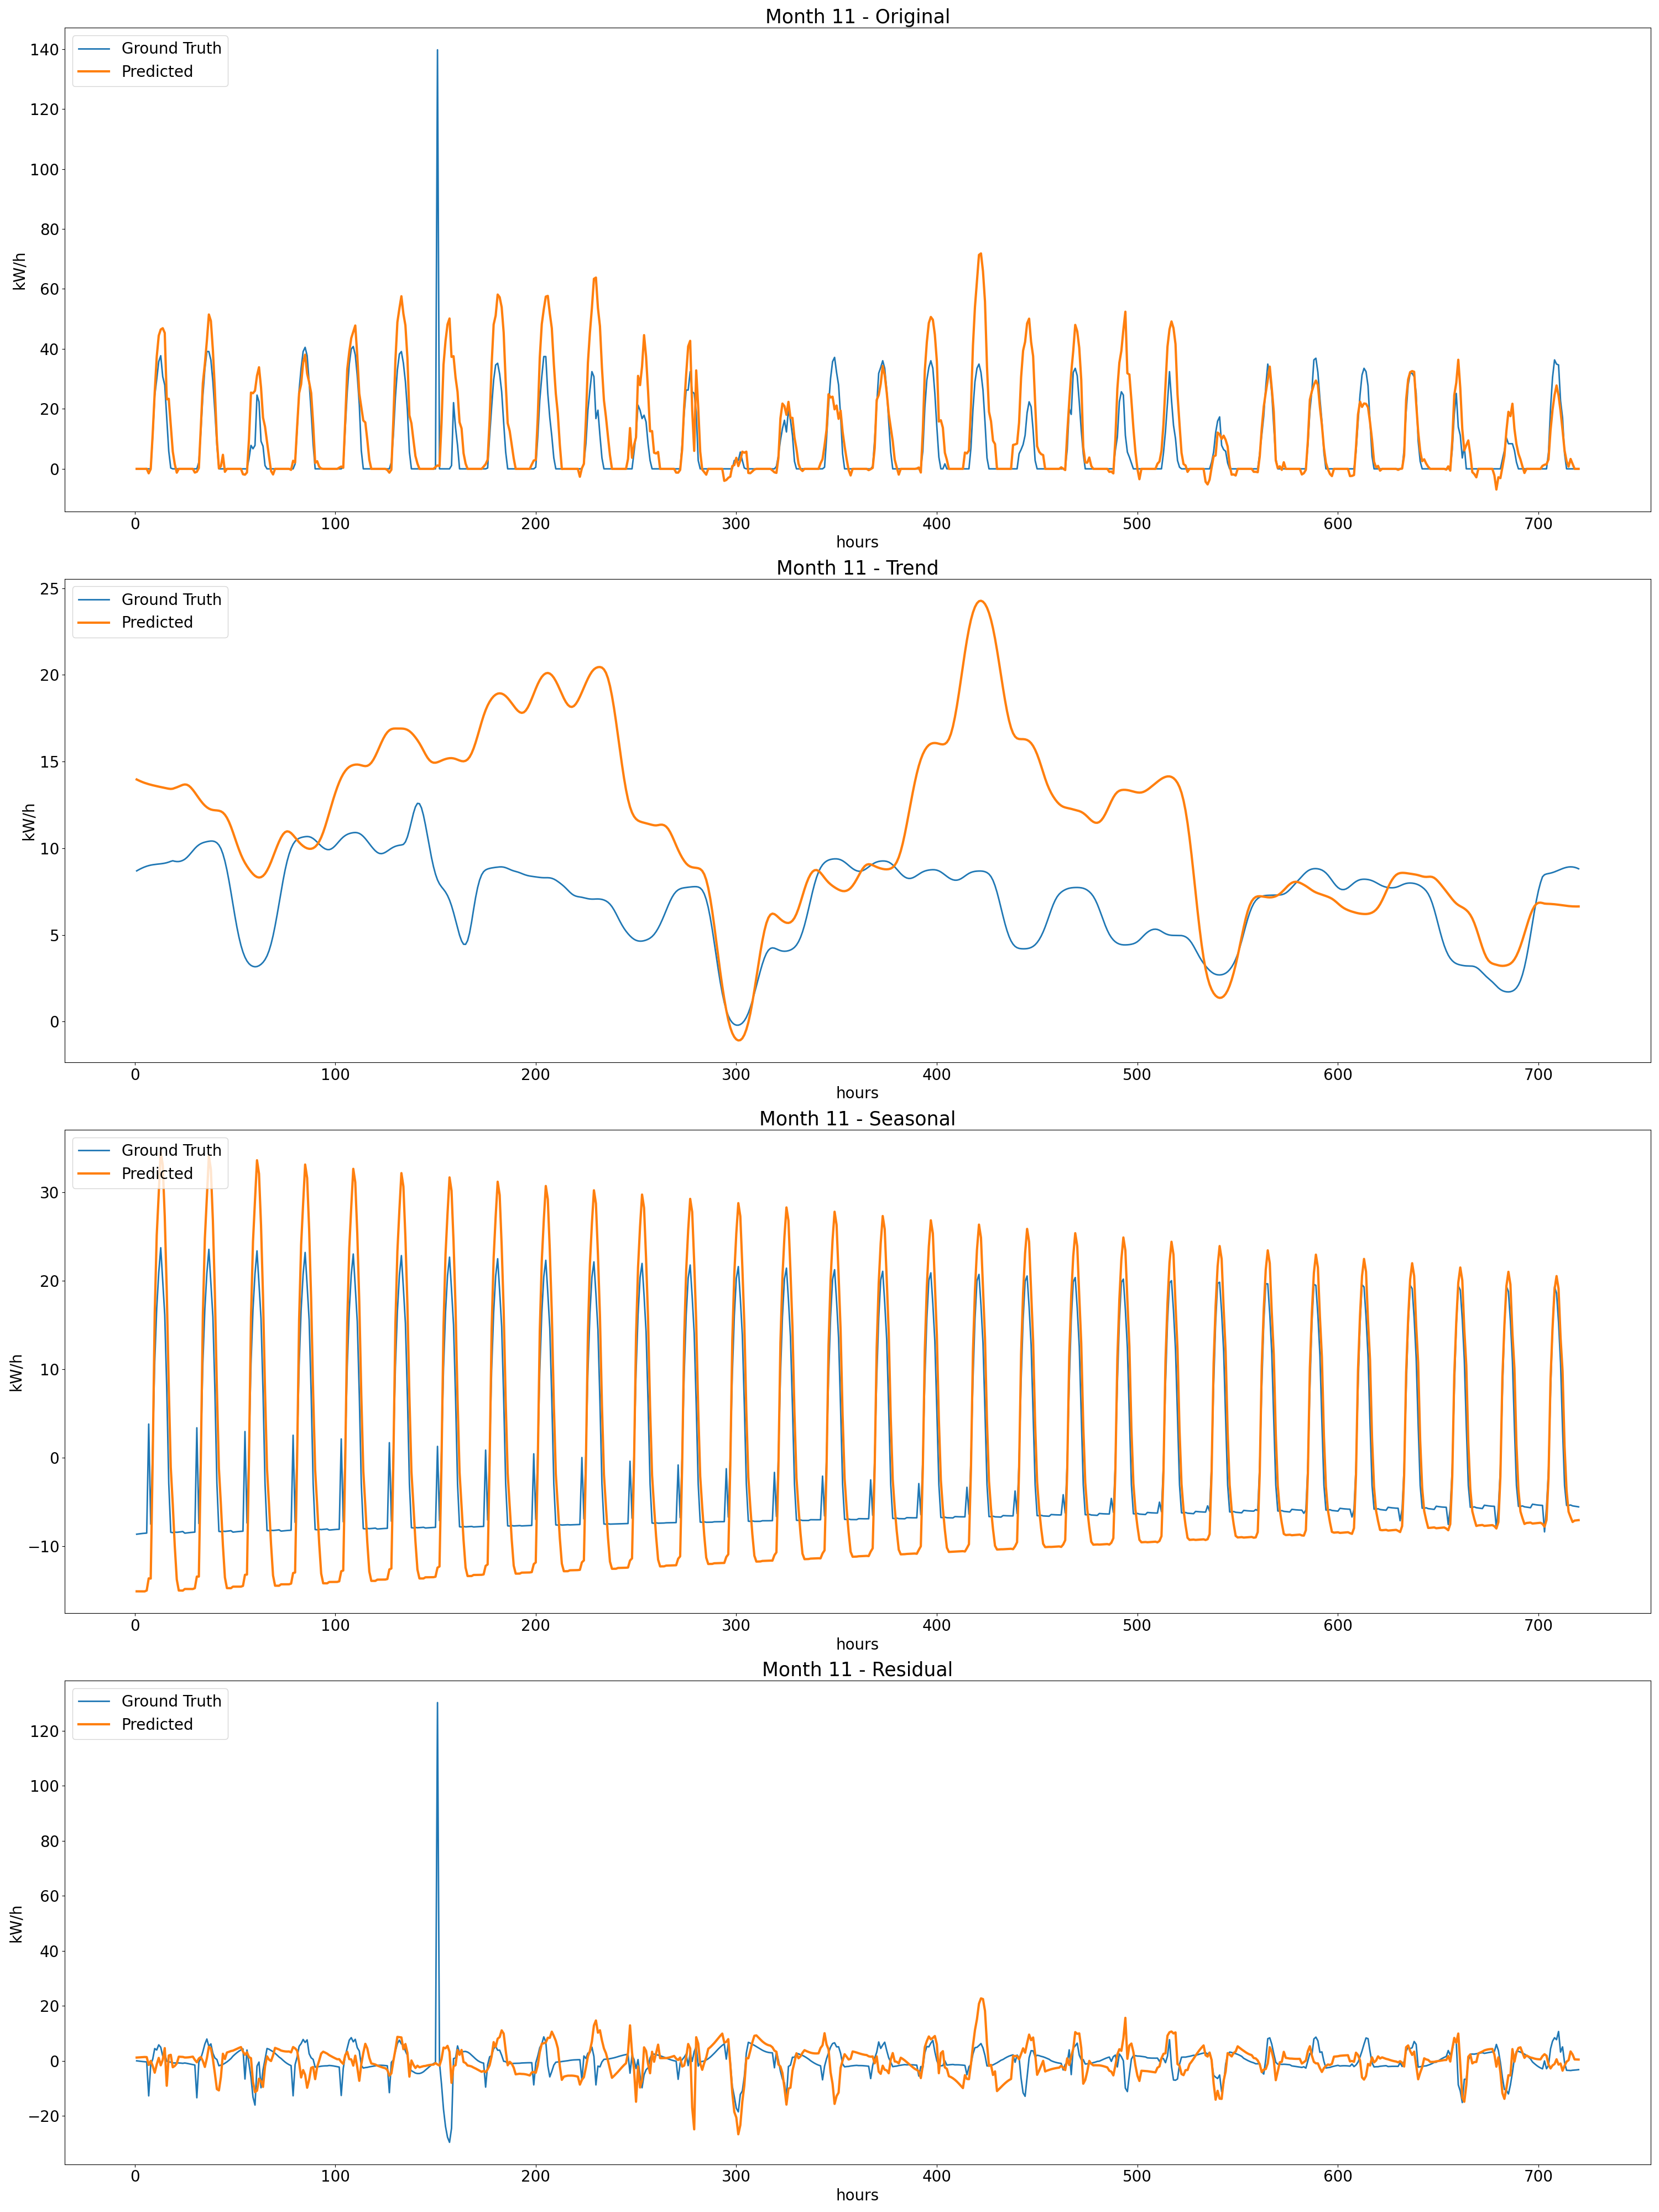 Month 11 - Original
Ground Truth
Predicted
140
120
100
80
60
40
20
0
kW/h
0 100 200 300 400 500 600 700
hours
Month 11 - Trend
Ground Truth
Predicted
25
20
15
10
5
0
kW/h
0 100 200 300 400 500 600 700
hours
Month 11 - Seasonal
Ground Truth
Predicted
30
20
10
0
−10
kW/h
0 100 200 300 400 500 600 700
hours
Month 11 - Residual
Ground Truth
Predicted
120
100
80
60
40
20
0
−20
kW/h
0 100 200 300 400 500 600 700
hours